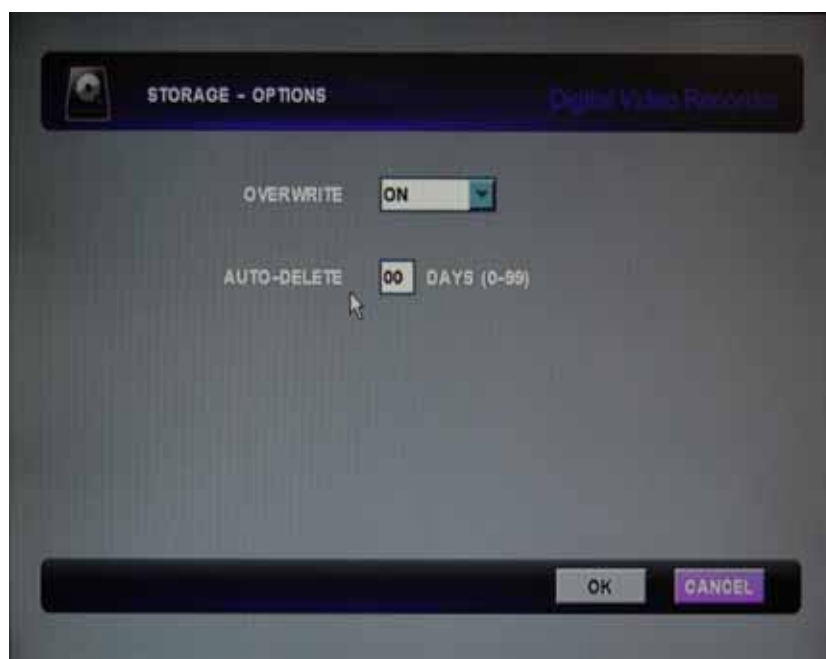 STORAGE - OPTIONS
Digital Video Recorder
OVERWRITE ON
AUTO-DELETE 00 DAYS (0-99)
OK CANCEL